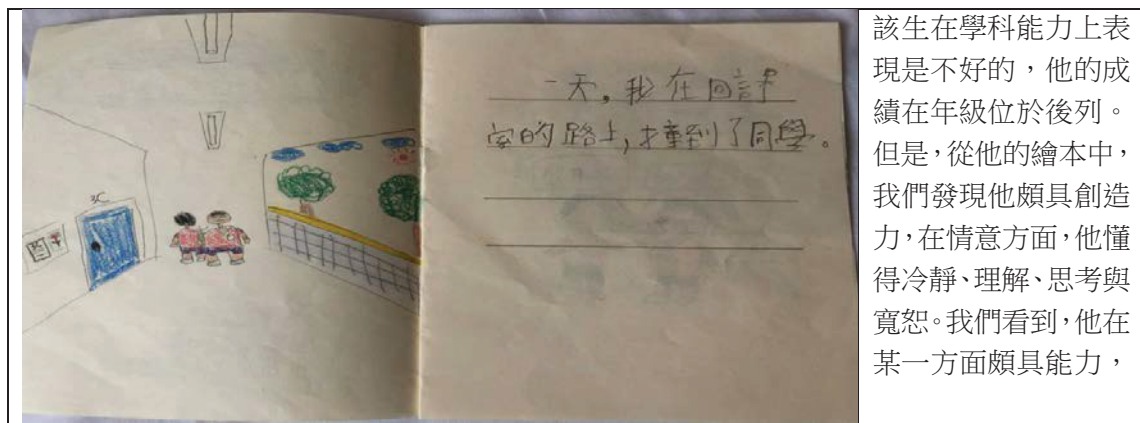 3C
一天,我在回課
室的路上,撞到了同學。
該生在學科能力上表
現是不好的,他的成
績在年級位於後列。
但是,從他的繪本中,
我們發現他頗具創造
力,在情意方面,他懂
得冷靜、理解、思考與
寬恕。我們看到,他在
某一方面頗具能力,